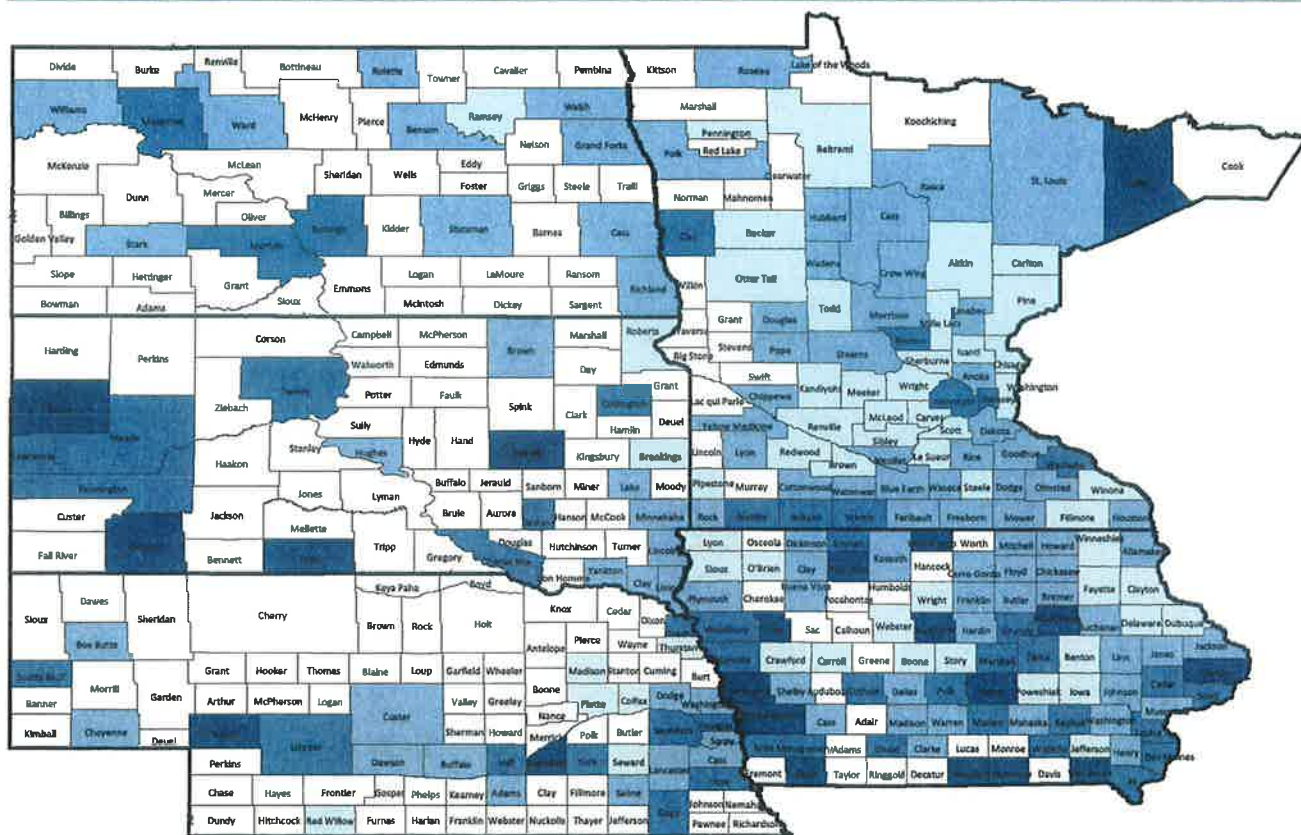 Divide
Burke
Renville
Bottineau
Rolette
Towner
Cavalier
Pembina
Kittson
Roseau
Lake of the Woods
Williams
Ward
McHenry
Pierce
Benson
Ramsey
Walsh
Marshall
Koochiching
Cook
McKenzie
McLean
Sheridan
Wells
Eddy
Foster
Nelson
Grand Forks
Polk
Pennington
Red Lake
Clearwater
Beltrami
Itasca
St. Louis
Dunn
Mercer
Oliver
Griggs
Steele
Traill
Norman
Mahnomen
Hubbard
Cass
Billings
Golden Valley
Stark
Kidder
Stutsman
Barnes
Cass
Clay
Becker
Wadena
Crow Wing
Aitkin
Carlton
Slope
Hettinger
Grant
Sioux
Emmons
Logan
LaMoure
Ransom
Richland
Wilkin
Otter Tail
Todd
Morrison
Pine
Bowman
Adams
McIntosh
Dickey
Sargent
Grant
Douglas
Harding
Perkins
Corson
Campbell
McPherson
Brown
Marshall
Roberts
Stevens
Pope
Stearns
Sherburne
Isanti
Walworth
Edmunds
Day
Big Stone
Swift
Kandiyohi
Meeker
Wright
Anoka
Washington
Ziebach
Potter
Faulk
Spink
Clark
Grant
Hamlin
Deuel
Lac qui Parle
Chippewa
Renville
McLeod
Carver
Scott
Dakota
Meade
Sully
Hyde
Hand
Yellow Medicine
Sibley
Haakon
Stanley
Hughes
Kingsbury
Brookings
Lincoln
Lyon
Redwood
Brown
Le Sueur
Rice
Goodhue
Pennington
Jones
Lyman
Buffalo
Jerauld
Sanborn
Miner
Lake
Moody
Pipestone
Murray
Cottonwood
Watonwan
Blue Earth
Waseca
Steele
Dodge
Olmsted
Winona
Custer
Jackson
Mellette
Brule
Aurora
Hanson
McCook
Minnehaha
Rock
Faribault
Freeborn
Mower
Fillmore
Houston
Fall River
Bennett
Tripp
Gregory
Douglas
Hutchinson
Turner
Lincoln
Lyon
Osceola
Dickinson
Worth
Mitchell
Howard
Winneshiek
Yankton
Clay
Sioux
O'Brien
Clay
Kossuth
Hancock
Cerro Gordo
Floyd
Chickasaw
Sioux
Dawes
Sheridan
Cherry
Keya Paha
Boyd
Knox
Cedar
Plymouth
Cherokee
Buena Vista
Pocahontas
Humboldt
Wright
Franklin
Butler
Bremer
Fayette
Clayton
Box Butte
Brown
Rock
Holt
Antelope
Pierce
Wayne
Dixon
Sac
Calhoun
Webster
Hardin
Delaware
Dubuque
Scotts Bluff
Morrill
Garden
Grant
Hooker
Thomas
Blaine
Loup
Garfield
Wheeler
Madison
Stanton
Cuming
Burt
Crawford
Carroll
Greene
Boone
Story
Benton
Linn
Jones
Jackson
Banner
Arthur
McPherson
Logan
Custer
Valley
Greeley
Boone
Platte
Colfax
Dodge
Shelby
Audubon
Dallas
Polk
Poweshiek
Iowa
Johnson
Cedar
Kimball
Cheyenne
Deuel
Sherman
Howard
Nance
Merrick
Polk
Butler
Cass
Adair
Madison
Warren
Marion
Mahaska
Washington
Perkins
Dawson
Buffalo
York
Seward
Lancaster
Cass
Adams
Clarke
Lucas
Monroe
Jefferson
Henry
Chase
Hayes
Frontier
Gosper
Phelps
Kearney
Adams
Clay
Fillmore
Saline
Johnson
Nemaha
Taylor
Ringgold
Decatur
Davis
Dundy
Hitchcock
Red Willow
Furnas
Harlan
Franklin
Webster
Nuckolls
Thayer
Jefferson
Gage
Pawnee
Richardson